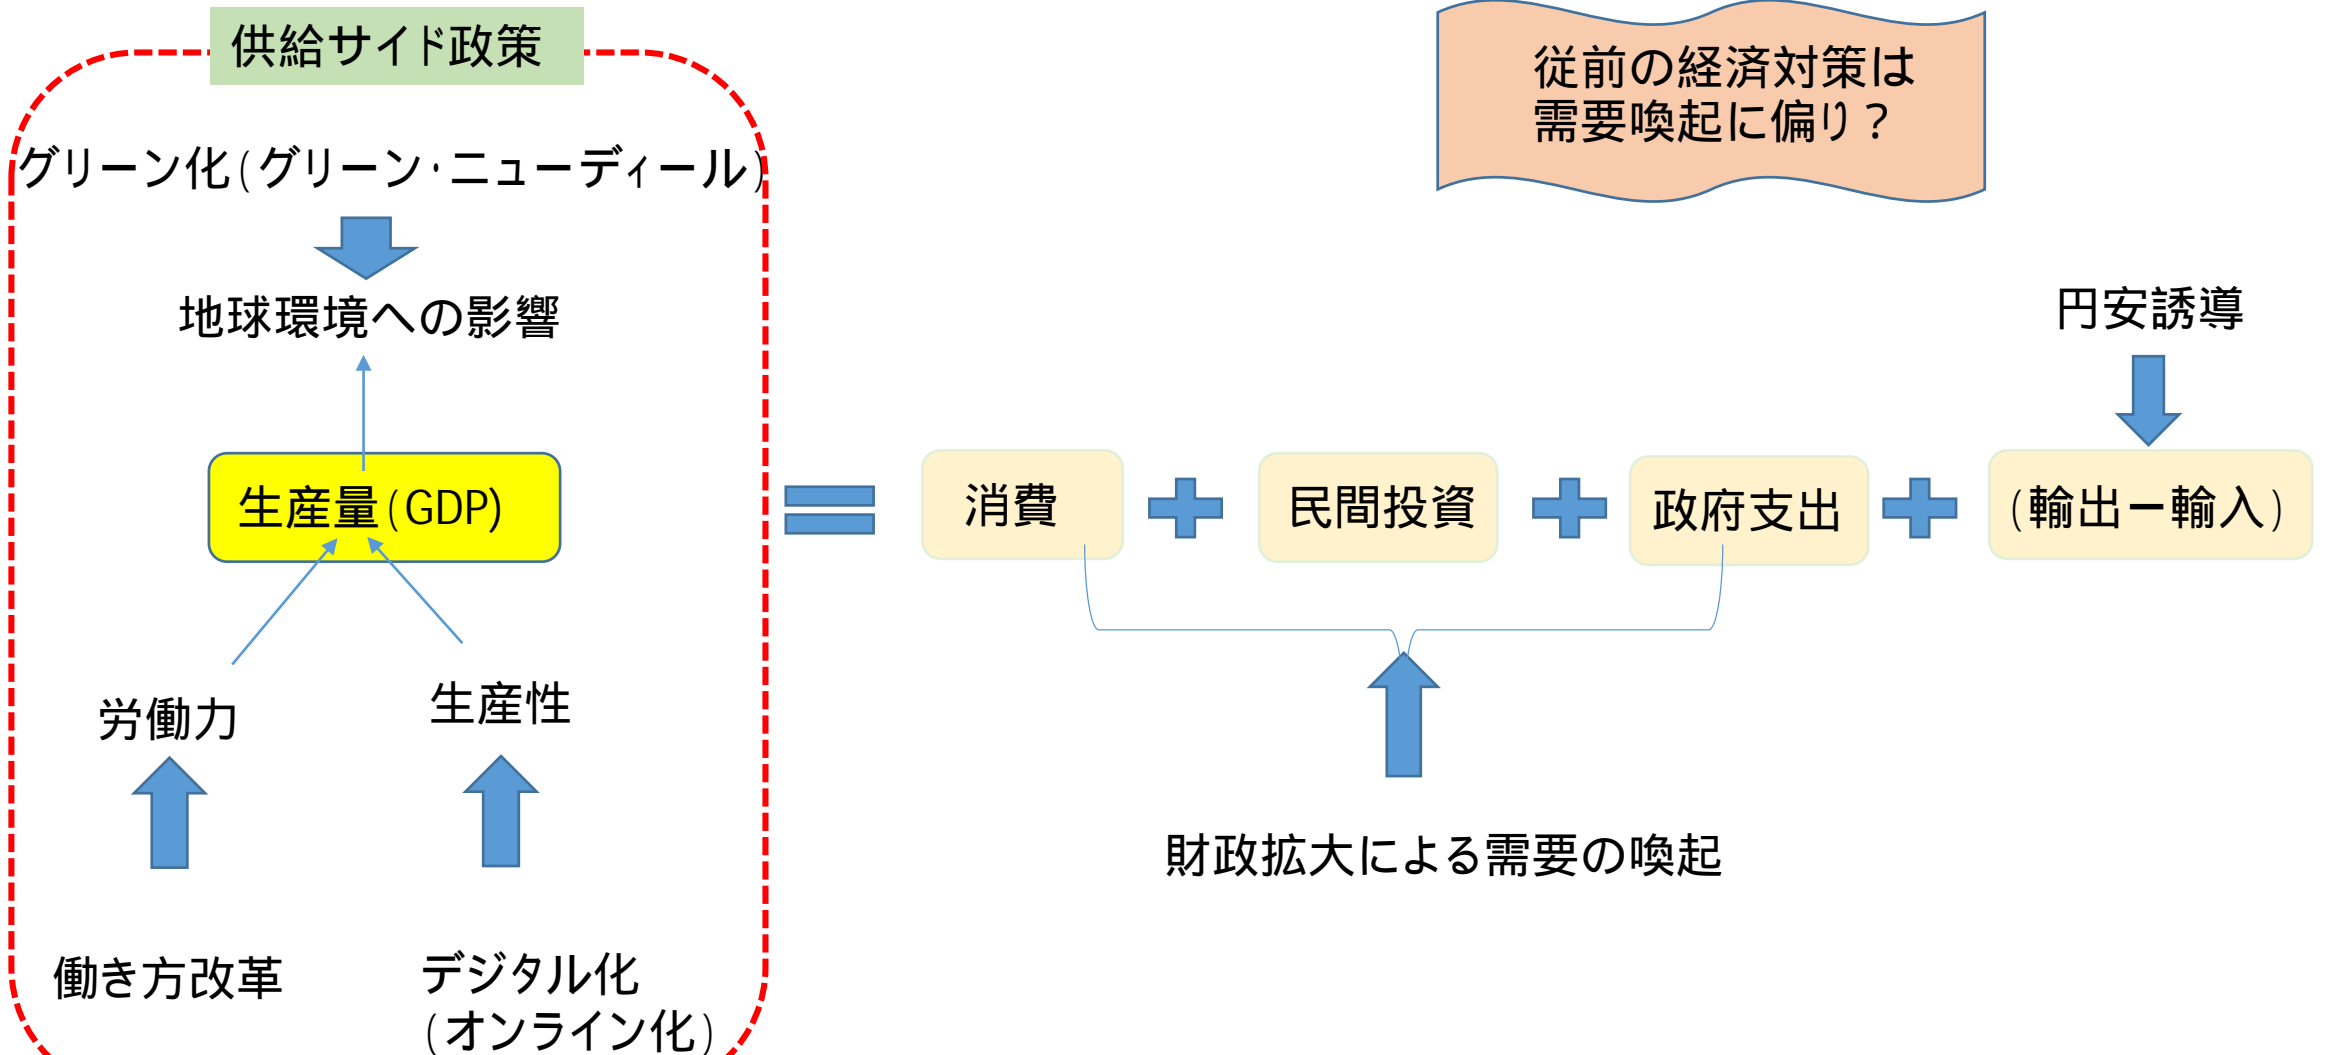 供給サイド政策
従前の経済対策は
需要喚起に偏り?
グリーン化(グリーン・ニューディール)
地球環境への影響
円安誘導
生産量(GDP)
消費
民間投資
政府支出
(輸出ー輸入)
労働力
生産性
財政拡大による需要の喚起
働き方改革
デジタル化
(オンライン化)